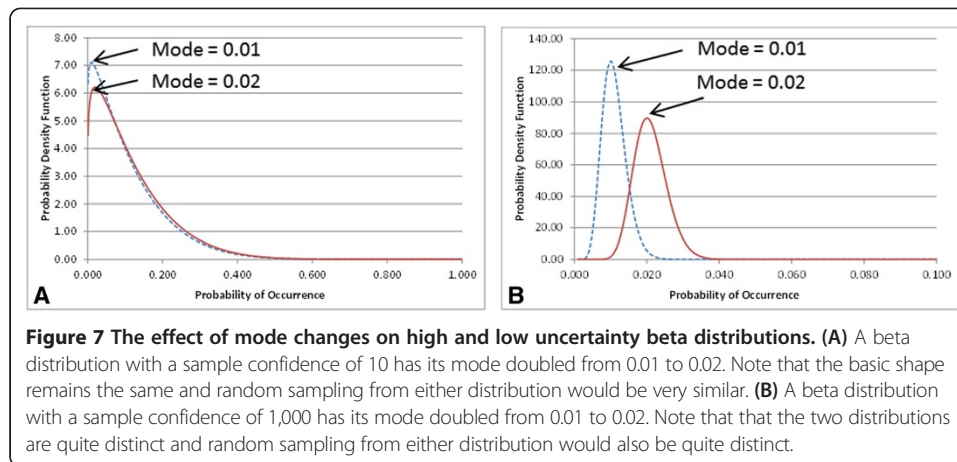 8.00
7.00
6.00
5.00
4.00
3.00
2.00
1.00
0.00
Probability Density Function
Mode = 0.01
Mode = 0.02
0.000
0.200
0.400
0.600
0.800
1.000
Probability of Occurrence
A
140.00
120.00
100.00
80.00
60.00
40.00
20.00
0.00
Probability Density Function
Mode = 0.01
Mode = 0.02
0.000
0.020
0.040
0.060
0.080
0.100
Probability of Occurrence
B
Figure 7 The effect of mode changes on high and low uncertainty beta distributions. (A) A beta
distribution with a sample confidence of 10 has its mode doubled from 0.01 to 0.02. Note that the basic shape
remains the same and random sampling from either distribution would be very similar. (B) A beta distribution
with a sample confidence of 1,000 has its mode doubled from 0.01 to 0.02. Note that that the two distributions
are quite distinct and random sampling from either distribution would also be quite distinct.